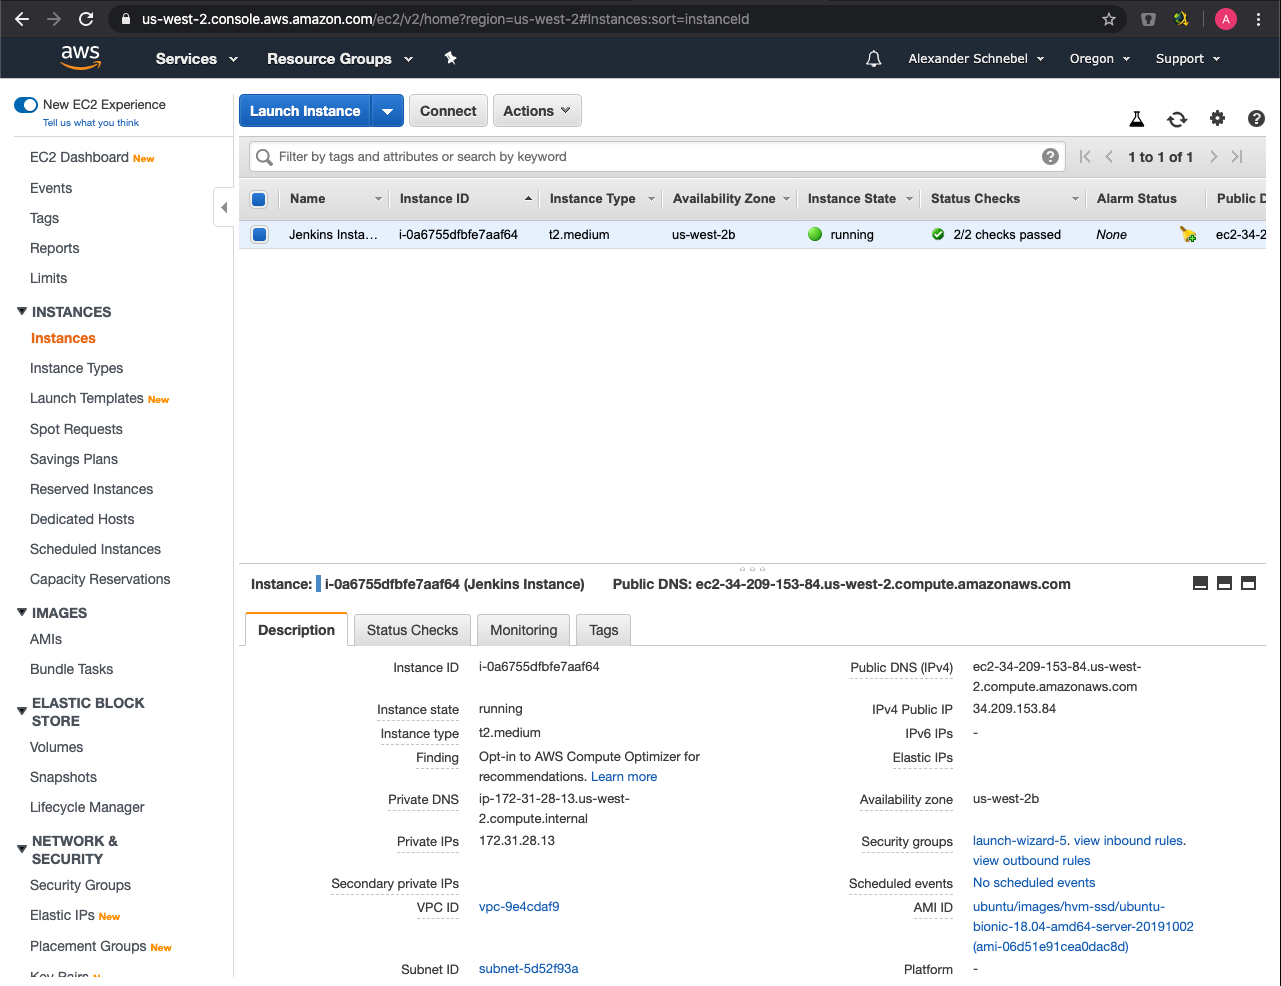 us-west-2.console.aws.amazon.com/ec2/v2/home?region=us-west-2#Instances:sort=instanceId
A
aws
Services
Resource Groups
Alexander Schnebel
Oregon
Support
New EC2 Experience
Tell us what you think
EC2 Dashboard New
Events
Tags
Reports
Limits
INSTANCES
Instances
Instance Types
Launch Templates New
Spot Requests
Savings Plans
Reserved Instances
Dedicated Hosts
Scheduled Instances
Capacity Reservations
IMAGES
AMIs
Bundle Tasks
ELASTIC BLOCK
STORE
Volumes
Snapshots
Lifecycle Manager
NETWORK &
SECURITY
Security Groups
Elastic IPs New
Placement Groups New
Key Pairs
Launch Instance
Connect
Actions
Filter by tags and attributes or search by keyword
1 to 1 of 1
Name Instance ID Instance Type Availability Zone Instance State Status Checks Alarm Status Public D
Jenkins Insta... i-0a6755dfbfe7aaf64 t2.medium us-west-2b running 2/2 checks passed None ec2-34-2
Instance: i-0a6755dfbfe7aaf64 (Jenkins Instance) Public DNS: ec2-34-209-153-84.us-west-2.compute.amazonaws.com
Description Status Checks Monitoring Tags
Instance ID i-0a6755dfbfe7aaf64
Instance state running
Instance type t2.medium
Finding Opt-in to AWS Compute Optimizer for
recommendations. Learn more
Private DNS ip-172-31-28-13.us-west-
2.compute.internal
Private IPs 172.31.28.13
Secondary private IPs
VPC ID vpc-9e4cdaf9
Subnet ID subnet-5d52f93a
Public DNS (IPv4) ec2-34-209-153-84.us-west-
2.compute.amazonaws.com
IPv4 Public IP 34.209.153.84
IPv6 IPs -
Elastic IPs
Availability zone us-west-2b
Security groups launch-wizard-5. view inbound rules.
view outbound rules
Scheduled events No scheduled events
AMI ID ubuntu/images/hvm-ssd/ubuntu-
bionic-18.04-amd64-server-20191002
(ami-06d51e91cea0dac8d)
Platform -